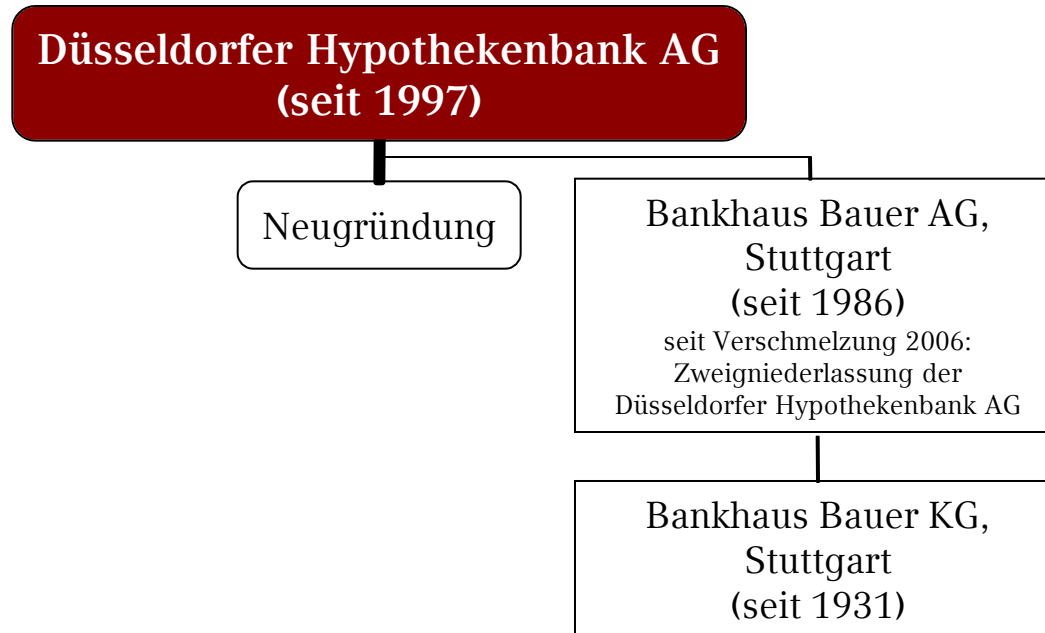 Düsseldorfer Hypothekenbank AG
(seit 1997)
Neugründung
Bankhaus Bauer AG,
Stuttgart
(seit 1986)
seit Verschmelzung 2006:
Zweigniederlassung der
Düsseldorfer Hypothekenbank AG
Bankhaus Bauer KG,
Stuttgart
(seit 1931)